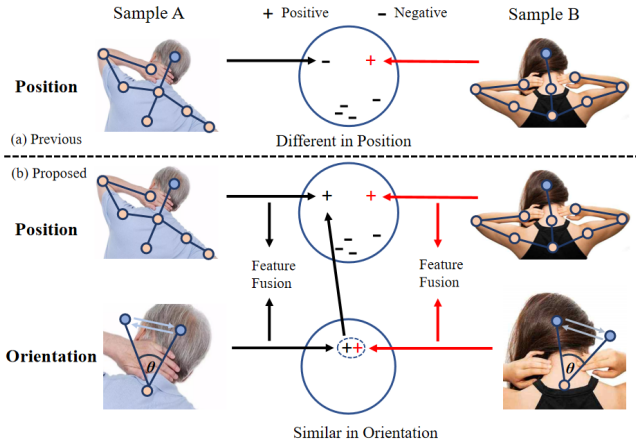 Sample A
+ Positive
- Negative
Sample B
Position
- +
(a) Previous
Different in Position
(b) Proposed
+ +
Position
Feature
Fusion
Feature
Fusion
Orientation
θ
++
θ
Similar in Orientation